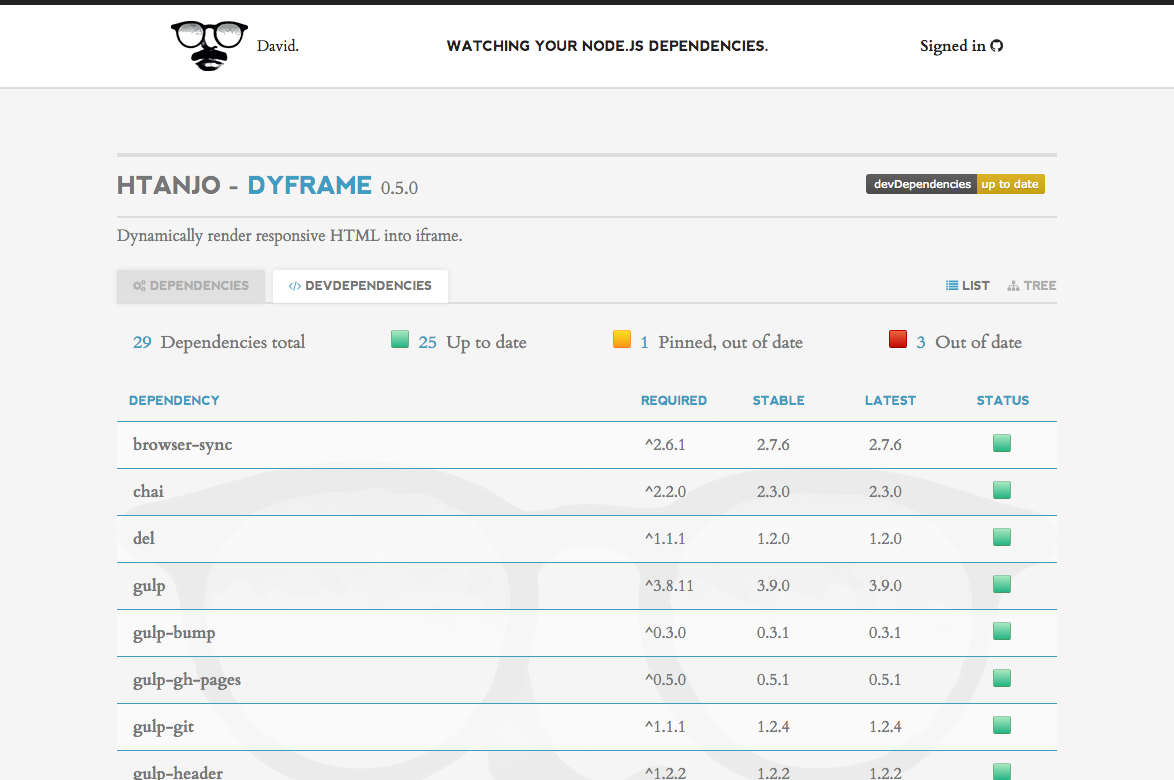 David.
WATCHING YOUR NODE.JS DEPENDENCIES.
Signed in
HTANJO - DYFRAME 0.5.0
devDependencies up to date
Dynamically render responsive HTML into iframe.
DEPENDENCIES
</> DEVDEPENDENCIES
LIST
TREE
29 Dependencies total
25 Up to date
1 Pinned, out of date
3 Out of date
DEPENDENCY REQUIRED STABLE LATEST STATUS
browser-sync ^2.6.1 2.7.6 2.7.6
chai ^2.2.0 2.3.0 2.3.0
del ^1.1.1 1.2.0 1.2.0
gulp ^3.8.11 3.9.0 3.9.0
gulp-bump ^0.3.0 0.3.1 0.3.1
gulp-gh-pages ^0.5.0 0.5.1 0.5.1
gulp-git ^1.1.1 1.2.4 1.2.4
gulp-header ^1.2.2 1.2.2 1.2.2